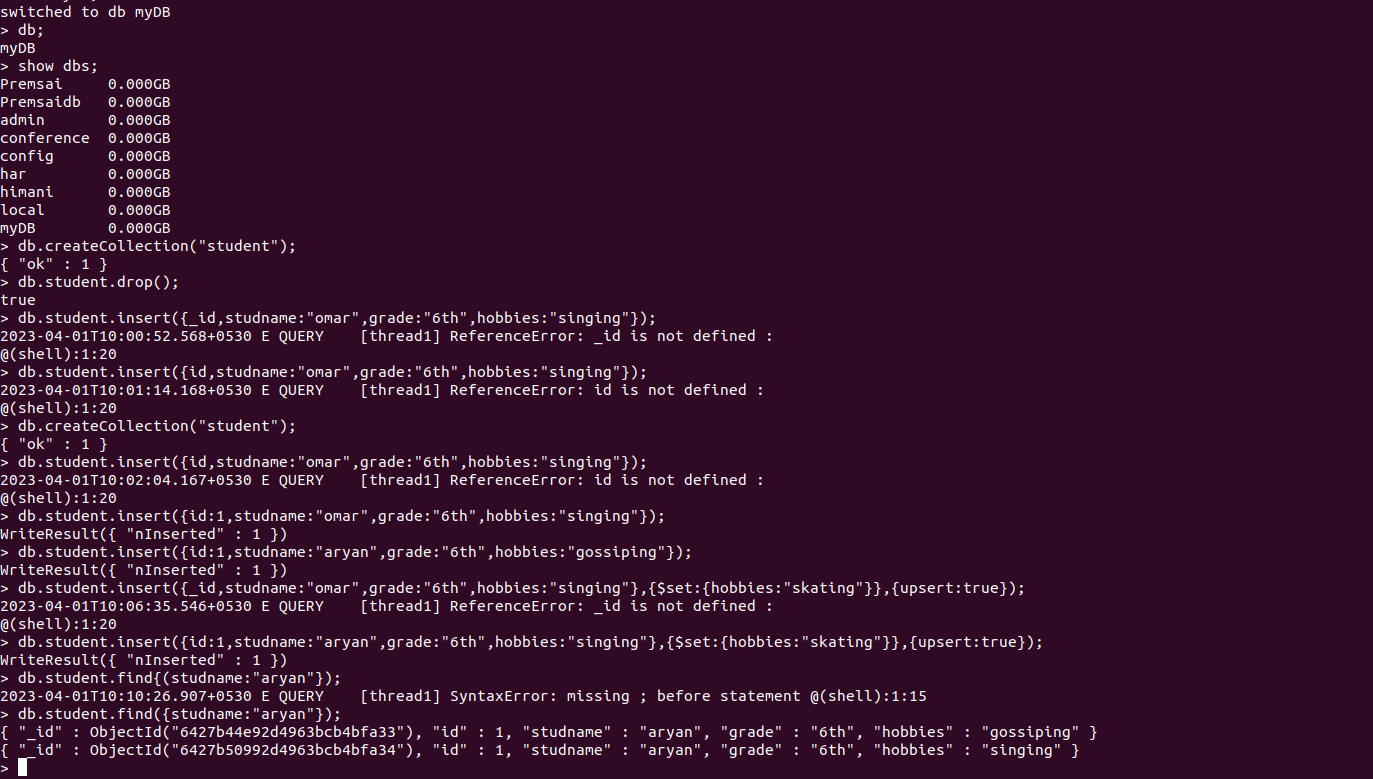 switched to db myDB
> db;
myDB
> show dbs;
Premsai     0.000GB
Premsaidb   0.000GB
admin       0.000GB
conference  0.000GB
config      0.000GB
har         0.000GB
himani      0.000GB
local       0.000GB
myDB        0.000GB
> db.createCollection("student");
{ "ok" : 1 }
> db.student.drop();
true
> db.student.insert({_id,studname:"omar",grade:"6th",hobbies:"singing"});
2023-04-01T10:00:52.568+0530 E QUERY    [thread1] ReferenceError: _id is not defined :
@(shell):1:20
> db.student.insert({id,studname:"omar",grade:"6th",hobbies:"singing"});
2023-04-01T10:01:14.168+0530 E QUERY    [thread1] ReferenceError: id is not defined :
@(shell):1:20
> db.createCollection("student");
{ "ok" : 1 }
> db.student.insert({id,studname:"omar",grade:"6th",hobbies:"singing"});
2023-04-01T10:02:04.167+0530 E QUERY    [thread1] ReferenceError: id is not defined :
@(shell):1:20
> db.student.insert({id:1,studname:"omar",grade:"6th",hobbies:"singing"});
WriteResult({ "nInserted" : 1 })
> db.student.insert({id:1,studname:"aryan",grade:"6th",hobbies:"gossiping"});
WriteResult({ "nInserted" : 1 })
> db.student.insert({_id,studname:"omar",grade:"6th",hobbies:"singing"},{$set:{hobbies:"skating"}},{upsert:true});
2023-04-01T10:06:35.546+0530 E QUERY    [thread1] ReferenceError: _id is not defined :
@(shell):1:20
> db.student.insert({id:1,studname:"aryan",grade:"6th",hobbies:"singing"},{$set:{hobbies:"skating"}},{upsert:true});
WriteResult({ "nInserted" : 1 })
> db.student.find{(studname:"aryan"});
2023-04-01T10:10:26.907+0530 E QUERY    [thread1] SyntaxError: missing ; before statement @(shell):1:15
> db.student.find({studname:"aryan"});
{ "_id" : ObjectId("6427b44e92d4963bcb4bfa33"), "id" : 1, "studname" : "aryan", "grade" : "6th", "hobbies" : "gossiping" }
{ "_id" : ObjectId("6427b50992d4963bcb4bfa34"), "id" : 1, "studname" : "aryan", "grade" : "6th", "hobbies" : "singing" }
>